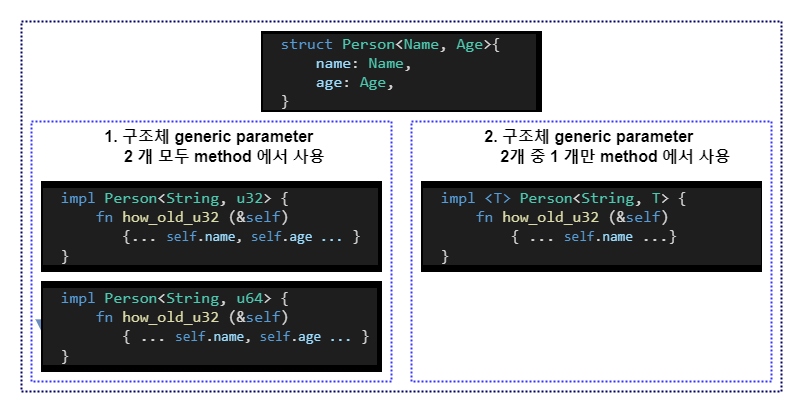 struct Person<Name, Age>{
    name: Name,
    age: Age,
}
1. 구조체 generic parameter
2 개 모두 method 에서 사용
impl Person<String, u32> {
    fn how_old_u32 (&self)
        {... self.name, self.age ... }
}
impl Person<String, u64> {
    fn how_old_u32 (&self)
        { ... self.name, self.age ... }
}
2. 구조체 generic parameter
2개 중 1 개만 method 에서 사용
impl <T> Person<String, T> {
    fn how_old_u32 (&self)
        { ... self.name ...}
}